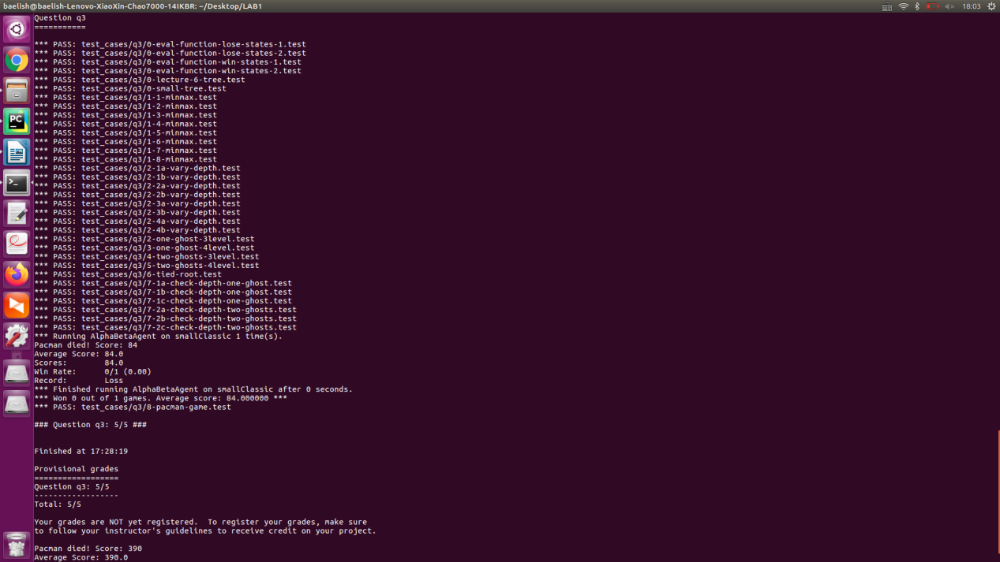 baelish@baelish-Lenovo-XiaoXin-Chao7000-14IKBR: ~/Desktop/LAB1
18:03
Question q3
===========
*** PASS: test_cases/q3/0-eval-function-lose-states-1.test
*** PASS: test_cases/q3/0-eval-function-lose-states-2.test
*** PASS: test_cases/q3/0-eval-function-win-states-1.test
*** PASS: test_cases/q3/0-eval-function-win-states-2.test
*** PASS: test_cases/q3/0-lecture-6-tree.test
*** PASS: test_cases/q3/0-small-tree.test
*** PASS: test_cases/q3/1-1-minmax.test
*** PASS: test_cases/q3/1-2-minmax.test
*** PASS: test_cases/q3/1-3-minmax.test
*** PASS: test_cases/q3/1-4-minmax.test
*** PASS: test_cases/q3/1-5-minmax.test
*** PASS: test_cases/q3/1-6-minmax.test
*** PASS: test_cases/q3/1-7-minmax.test
*** PASS: test_cases/q3/1-8-minmax.test
*** PASS: test_cases/q3/2-1a-vary-depth.test
*** PASS: test_cases/q3/2-1b-vary-depth.test
*** PASS: test_cases/q3/2-2a-vary-depth.test
*** PASS: test_cases/q3/2-2b-vary-depth.test
*** PASS: test_cases/q3/2-3a-vary-depth.test
*** PASS: test_cases/q3/2-3b-vary-depth.test
*** PASS: test_cases/q3/2-4a-vary-depth.test
*** PASS: test_cases/q3/2-4b-vary-depth.test
*** PASS: test_cases/q3/2-one-ghost-3level.test
*** PASS: test_cases/q3/3-one-ghost-4level.test
*** PASS: test_cases/q3/4-two-ghosts-3level.test
*** PASS: test_cases/q3/5-two-ghosts-4level.test
*** PASS: test_cases/q3/6-tied-root.test
*** PASS: test_cases/q3/7-1a-check-depth-one-ghost.test
*** PASS: test_cases/q3/7-1b-check-depth-one-ghost.test
*** PASS: test_cases/q3/7-1c-check-depth-one-ghost.test
*** PASS: test_cases/q3/7-2a-check-depth-two-ghosts.test
*** PASS: test_cases/q3/7-2b-check-depth-two-ghosts.test
*** PASS: test_cases/q3/7-2c-check-depth-two-ghosts.test
*** Running AlphaBetaAgent on smallClassic 1 time(s).
Pacman died! Score: 84
Average Score: 84.0
Scores:        84.0
Win Rate:      0/1 (0.00)
Record:        Loss
*** Finished running AlphaBetaAgent on smallClassic after 0 seconds.
*** Won 0 out of 1 games. Average score: 84.000000 ***
*** PASS: test_cases/q3/8-pacman-game.test
### Question q3: 5/5 ###
Finished at 17:28:19
Provisional grades
==================
Question q3: 5/5
------------------
Total: 5/5
Your grades are NOT yet registered.  To register your grades, make sure
to follow your instructor's guidelines to receive credit on your project.
Pacman died! Score: 390
Average Score: 390.0
PC